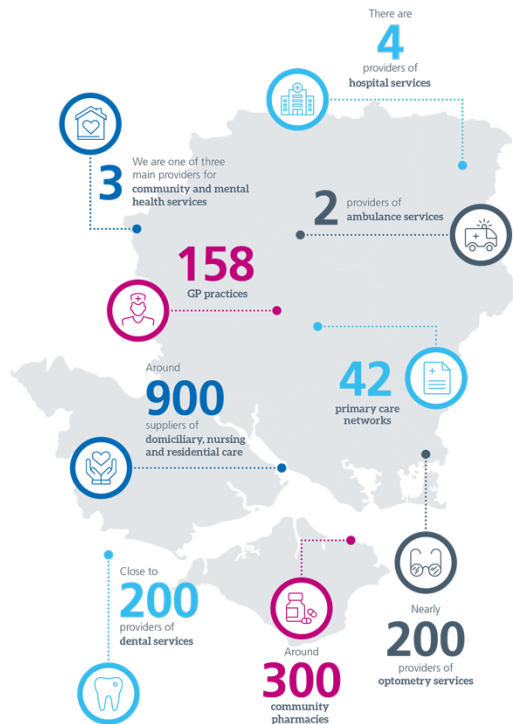 There are
4
providers of
hospital services
3
We are one of three
main providers for
community and mental
health services
2
providers of
ambulance services
158
GP practices
42
primary care
networks
Around
900
suppliers of
domiciliary, nursing
and residential care
Close to
200
providers of
dental services
Around
300
community
pharmacies
Nearly
200
providers of
optometry services